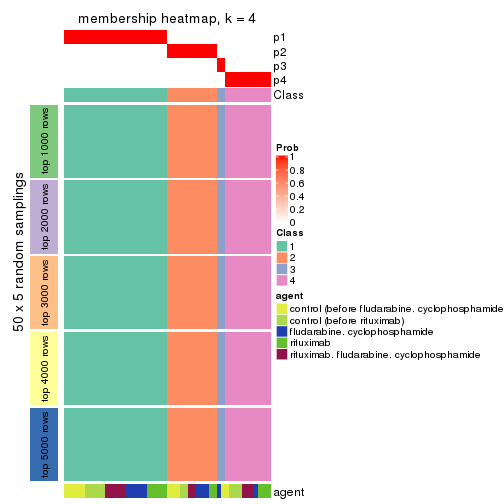 membership heatmap, k = 4
p1
p2
p3
p4
Class
50 x 5 random samplings
top 1000 rows
top 2000 rows
top 3000 rows
top 4000 rows
top 5000 rows
Prob
1
0.8
0.6
0.4
0.2
0
Class
1
2
3
4
agent
control (before fludarabine. cyclophosphamide
control (before rituximab)
fludarabine. cyclophosphamide
rituximab
rituximab. fludarabine. cyclophosphamide
agent